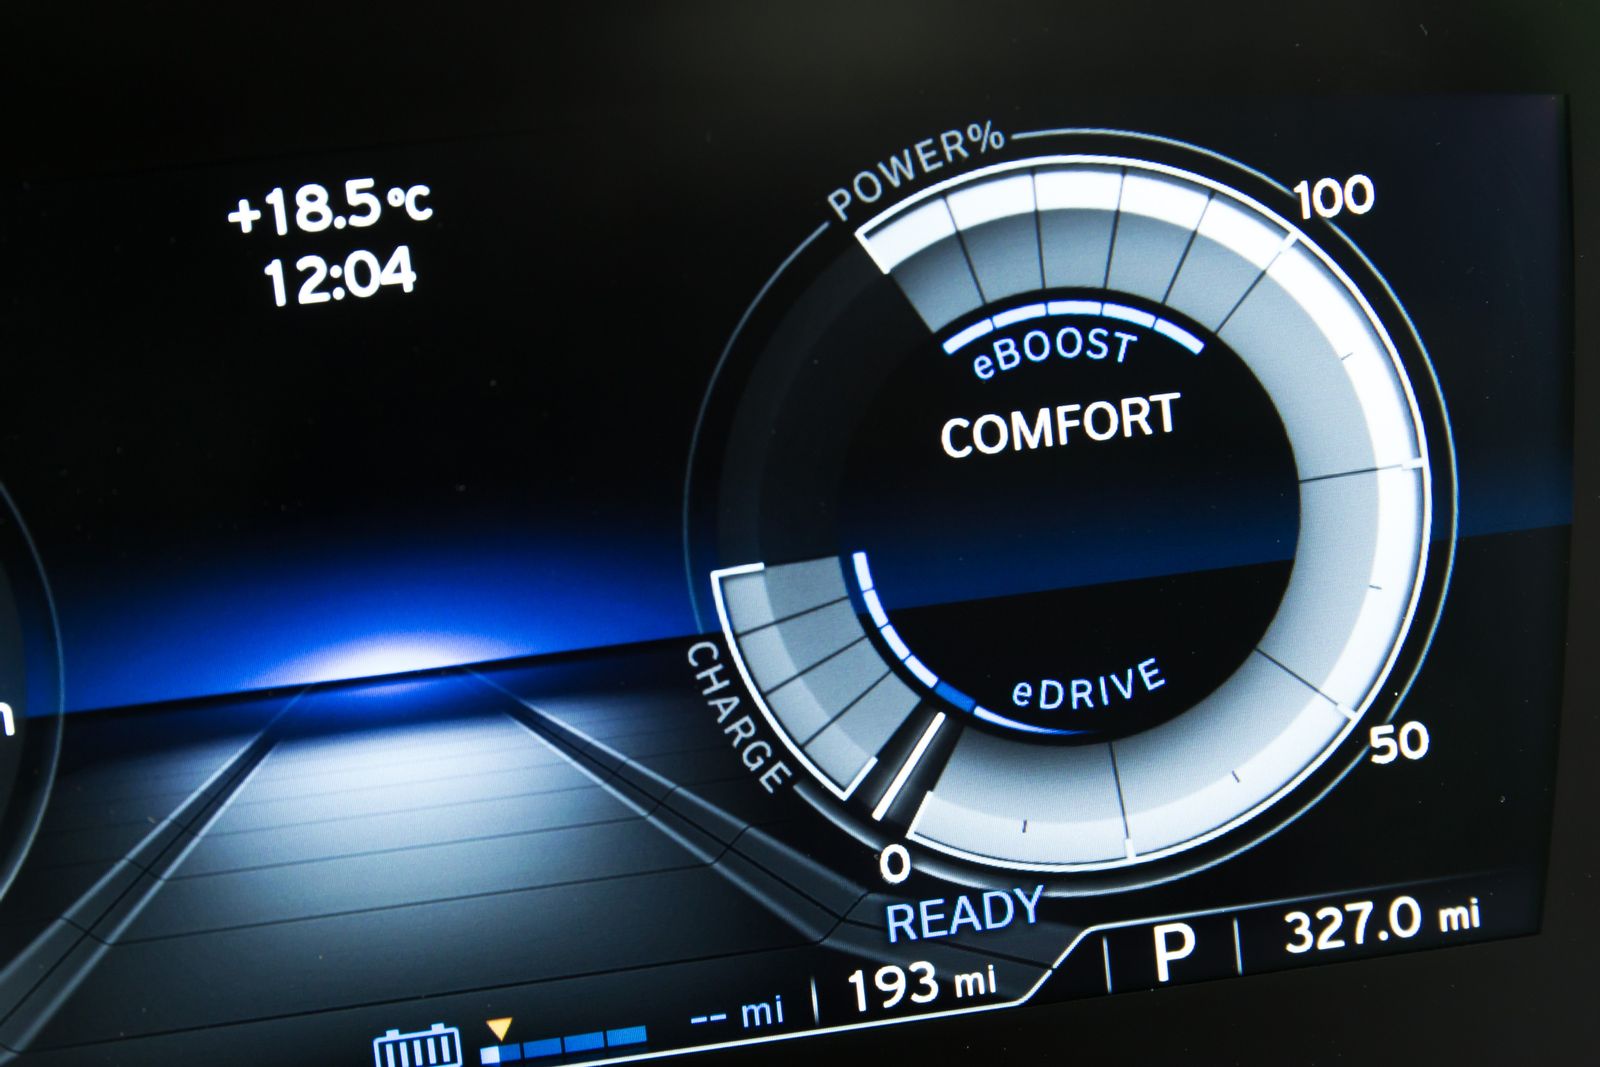 +18.5°C
12:04
POWER%
100
eBOOST
COMFORT
CHARGE
eDRIVE
50
0
READY
-- mi
193 mi
P
327.0 mi